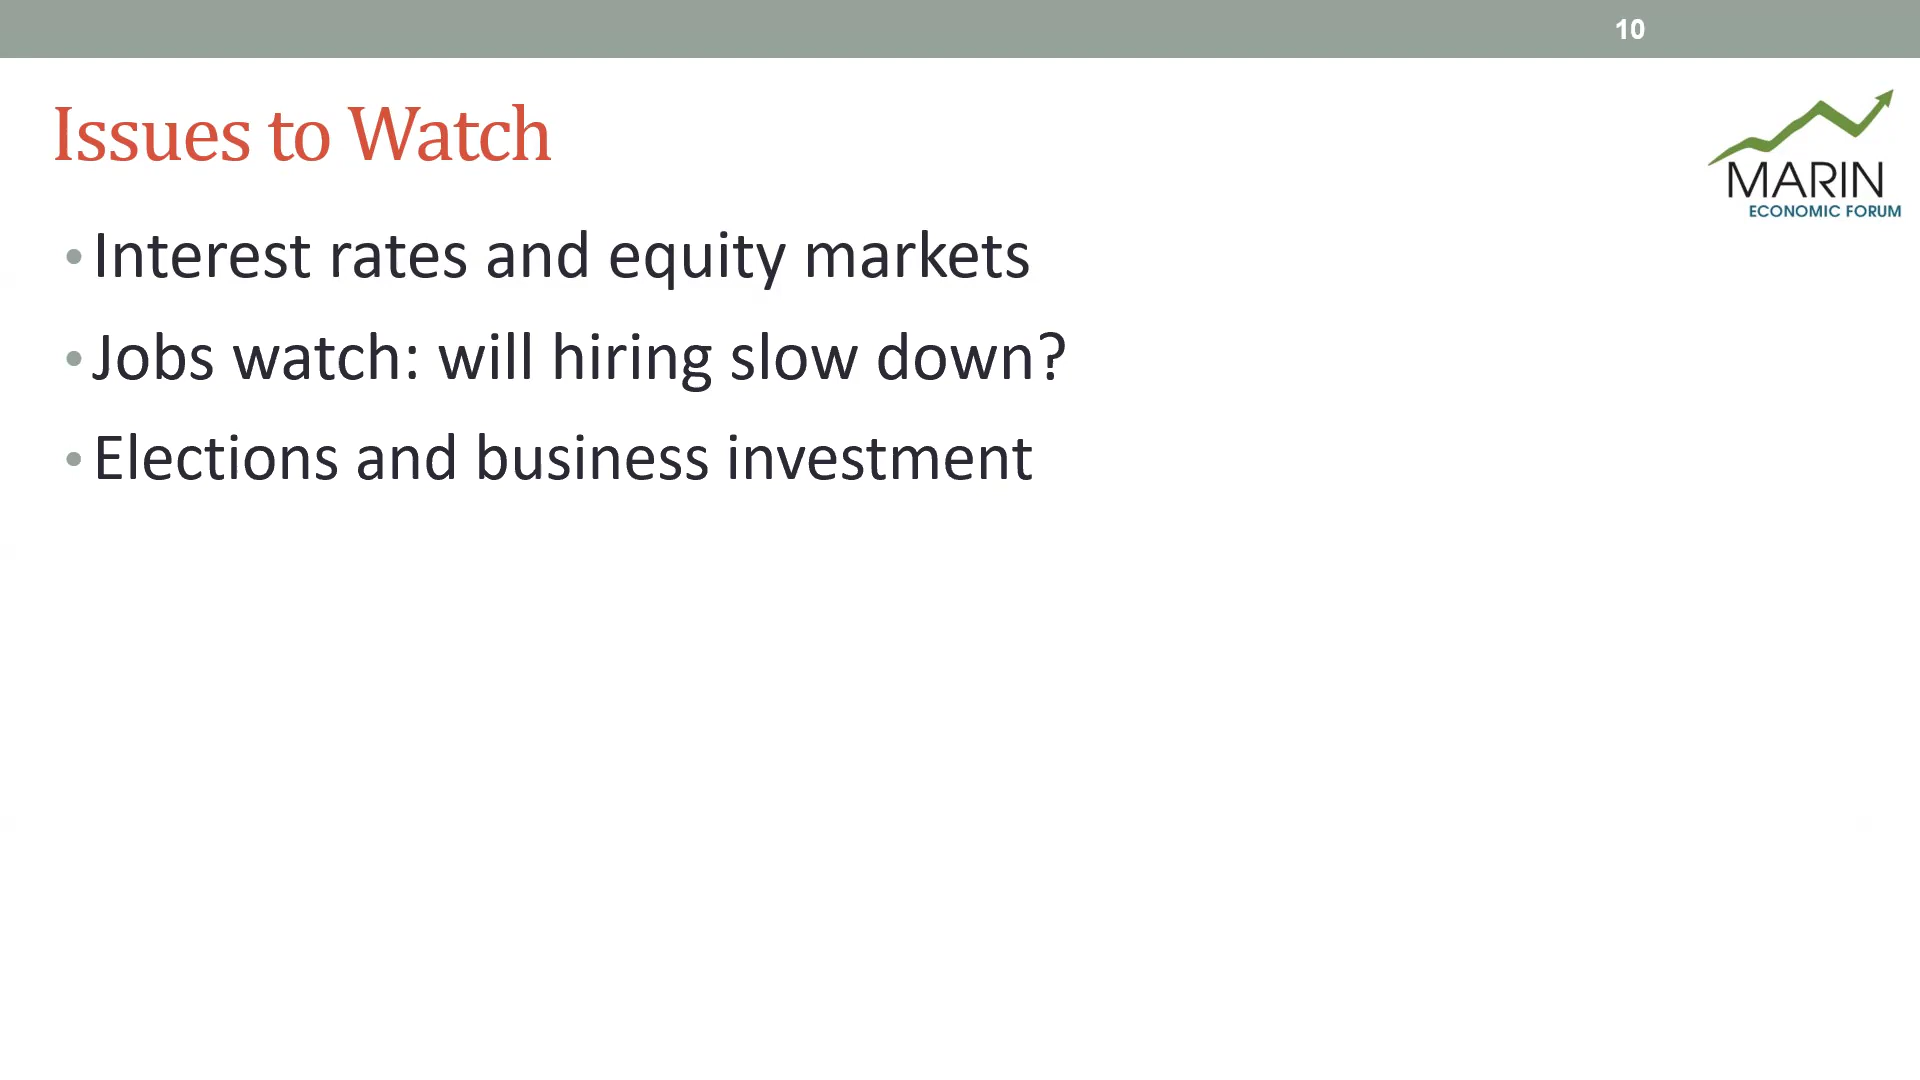 10
Issues to Watch
MARIN
ECONOMIC FORUM
• Interest rates and equity markets
• Jobs watch: will hiring slow down?
• Elections and business investment